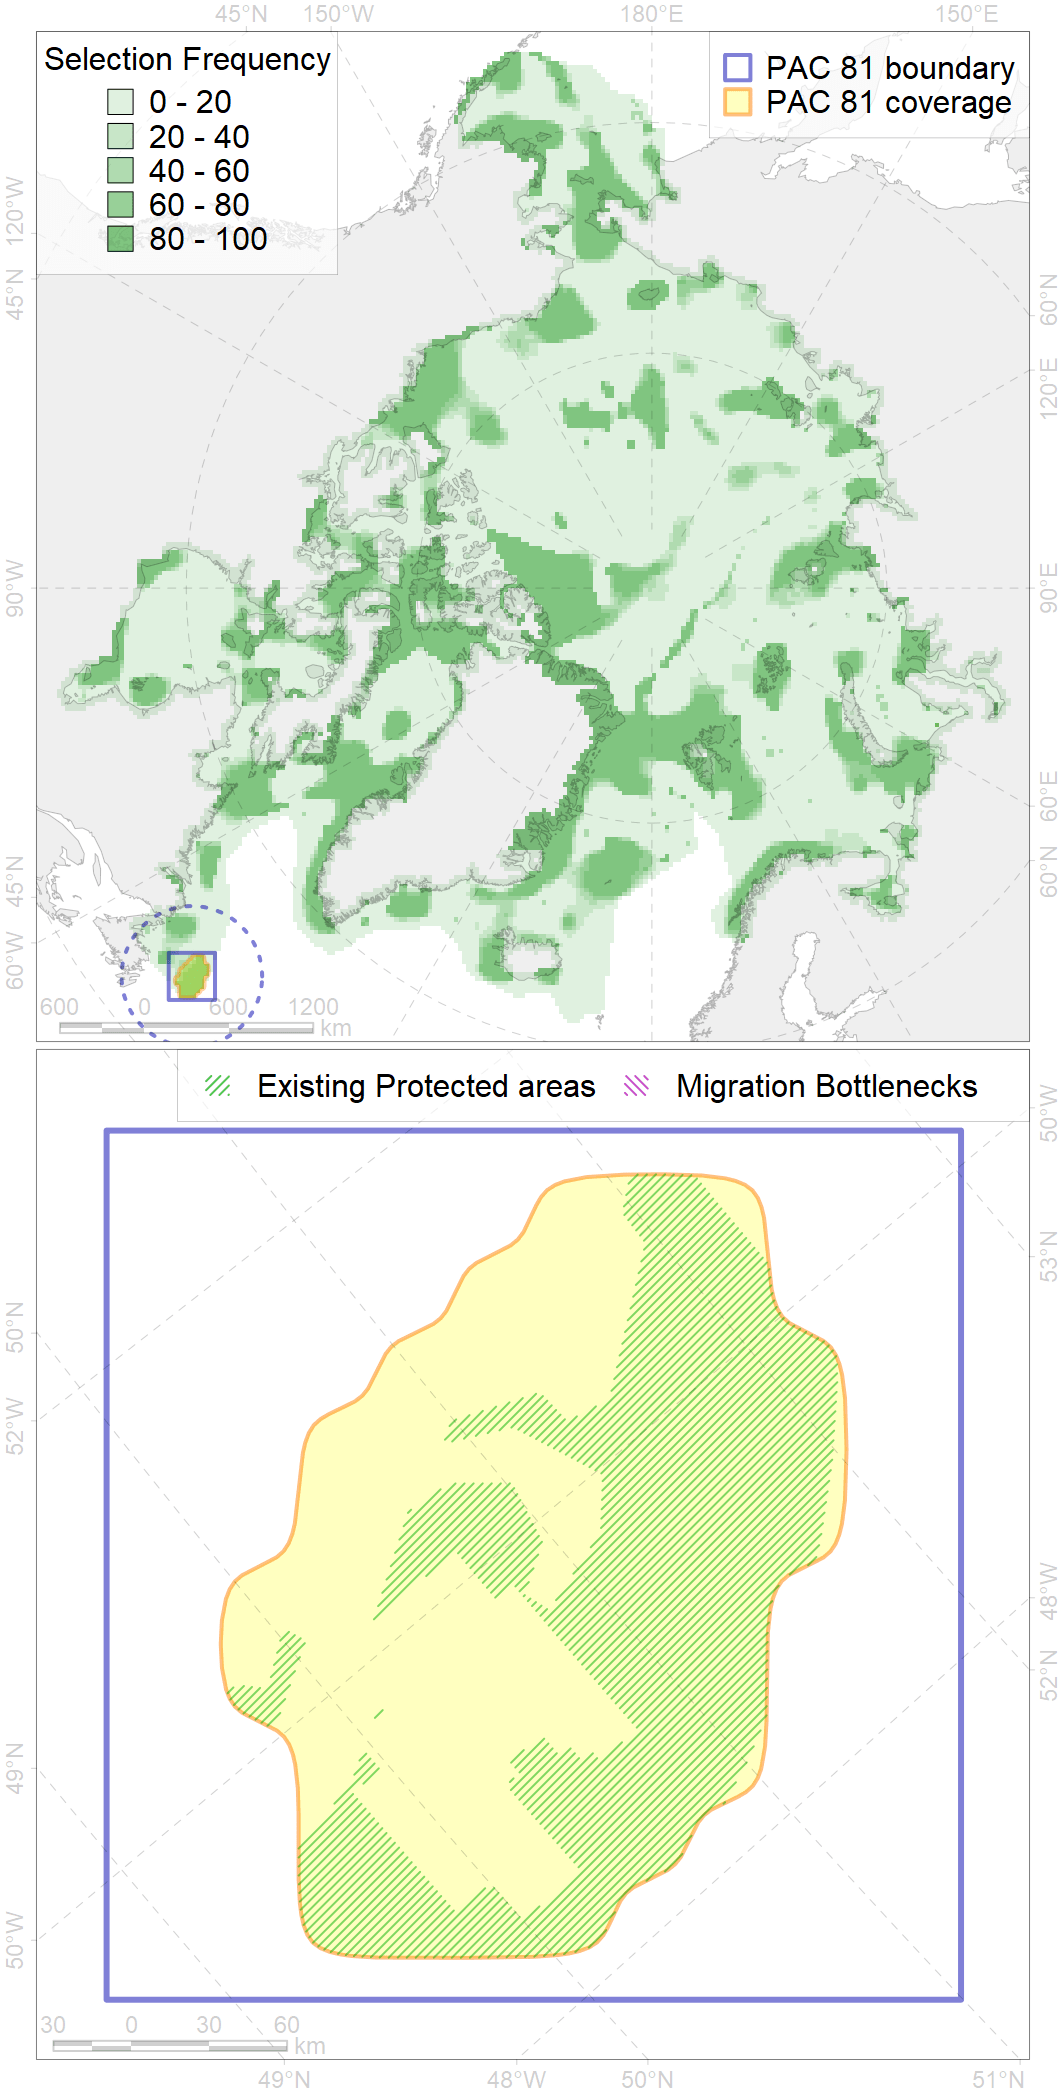 45°N 150°W 180°E 150°E
Selection Frequency
0 - 20
20 - 40
40 - 60
60 - 80
80 - 100
PAC 81 boundary
PAC 81 coverage
120°W
45°N
90°W
45°N
60°W
60°N
120°E
90°E
60°E
60°N
600 0 600 1200
km
Existing Protected areas Migration Bottlenecks
50°N
52°W
49°N
50°W
50°W
53°N
48°W
52°N
30 0 30 60
km
49°N 48°W 50°N 51°N